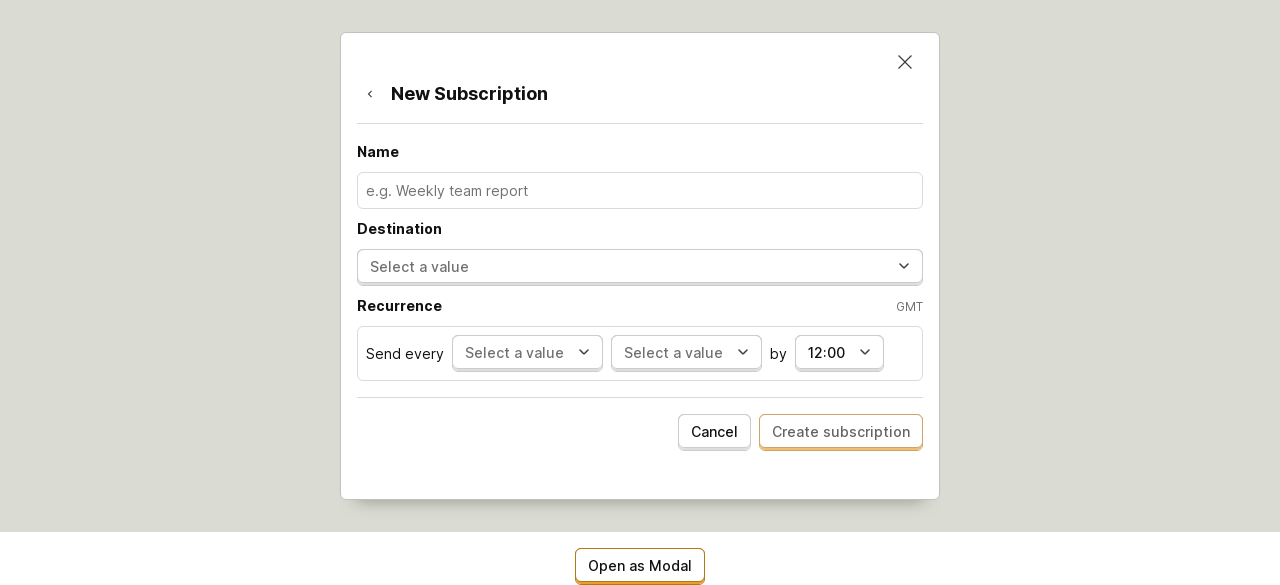 New Subscription
Name
e.g. Weekly team report
Destination
Select a value
Recurrence GMT
Send every Select a value Select a value by 12:00
Cancel Create subscription
Open as Modal